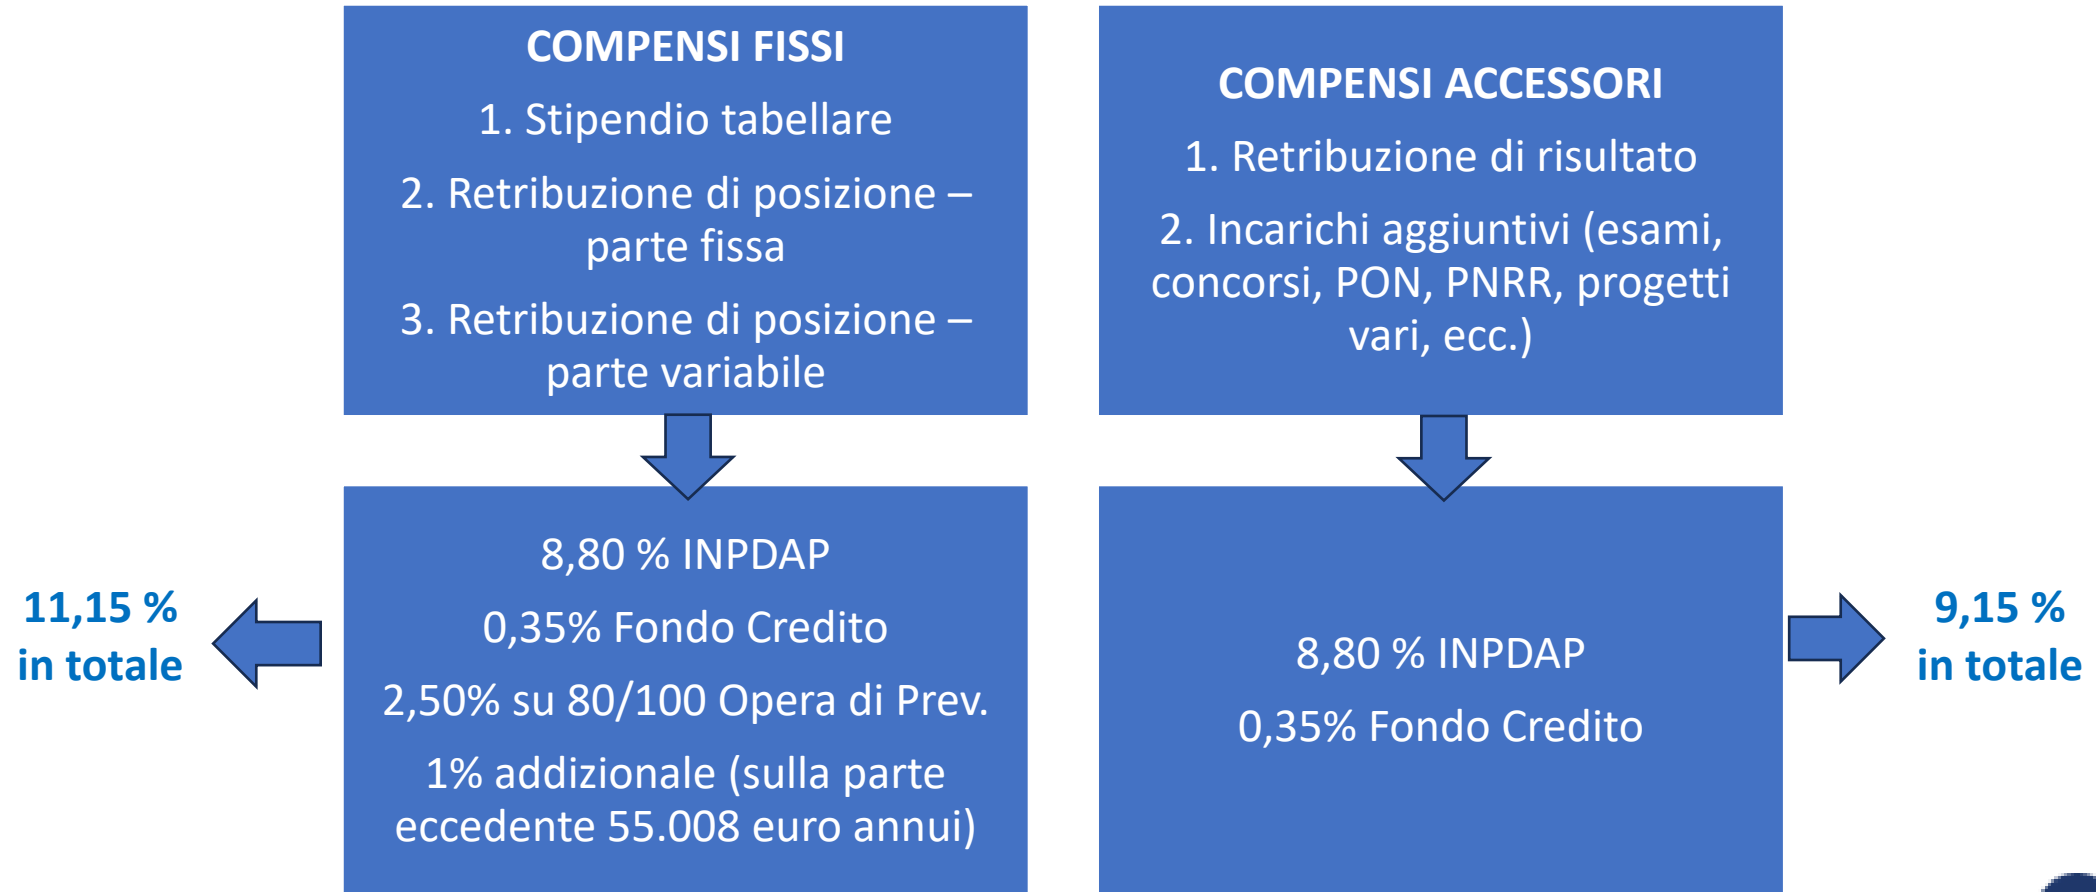 COMPENSI FISSI
1. Stipendio tabellare
2. Retribuzione di posizione –
parte fissa
3. Retribuzione di posizione –
parte variabile
COMPENSI ACCESSORI
1. Retribuzione di risultato
2. Incarichi aggiuntivi (esami,
concorsi, PON, PNRR, progetti
vari, ecc.)
11,15 %
in totale
8,80 % INPDAP
0,35% Fondo Credito
2,50% su 80/100 Opera di Prev.
1% addizionale (sulla parte
eccedente 55.008 euro annui)
8,80 % INPDAP
0,35% Fondo Credito
9,15 %
in totale